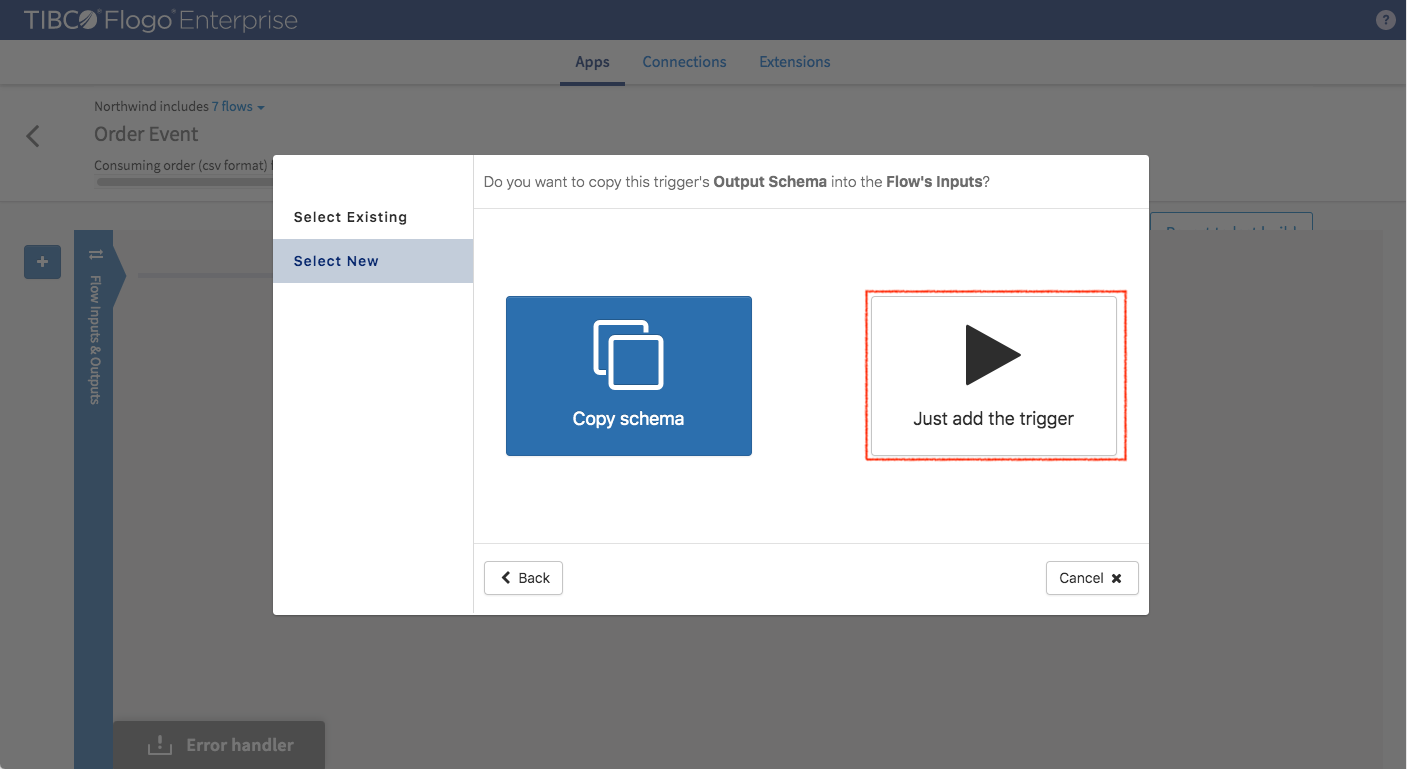 TIBCO® Flogo® Enterprise
?
Apps
Connections
Extensions
Northwind includes 7 flows
Order Event
Consuming order (csv format)
Do you want to copy this trigger's Output Schema into the Flow's Inputs?
Select Existing
Select New
Copy schema
Just add the trigger
Flow Inputs & Outputs
Back
Cancel
Error handler